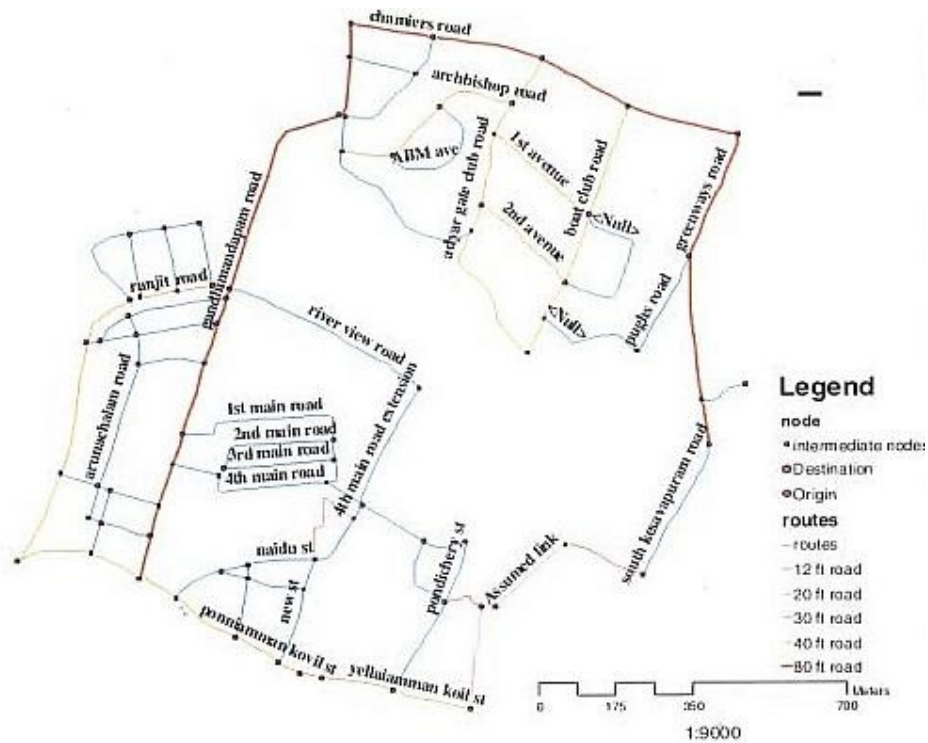 chamiers road
archbishop road
ABM ave
1st avenue
adyar gate club road
boat club road
<Null>
2nd avenue
greenways road
gandhimandapam road
ranjit road
river view road
<Null>
pughs road
arunachalam road
1st main road
2nd main road
3rd main road
4th main road
4th main road extension
south kesavapuram road
naidu st
new st
pondichery st
Assumed link
ponniamman kovil st
yellaiamman koil st
Legend
node
intermediate nodes
Destination
Origin
routes
routes
12 ft road
20 ft road
30 ft road
40 ft road
80 ft road
Meters
0 175 350 700
1:9000